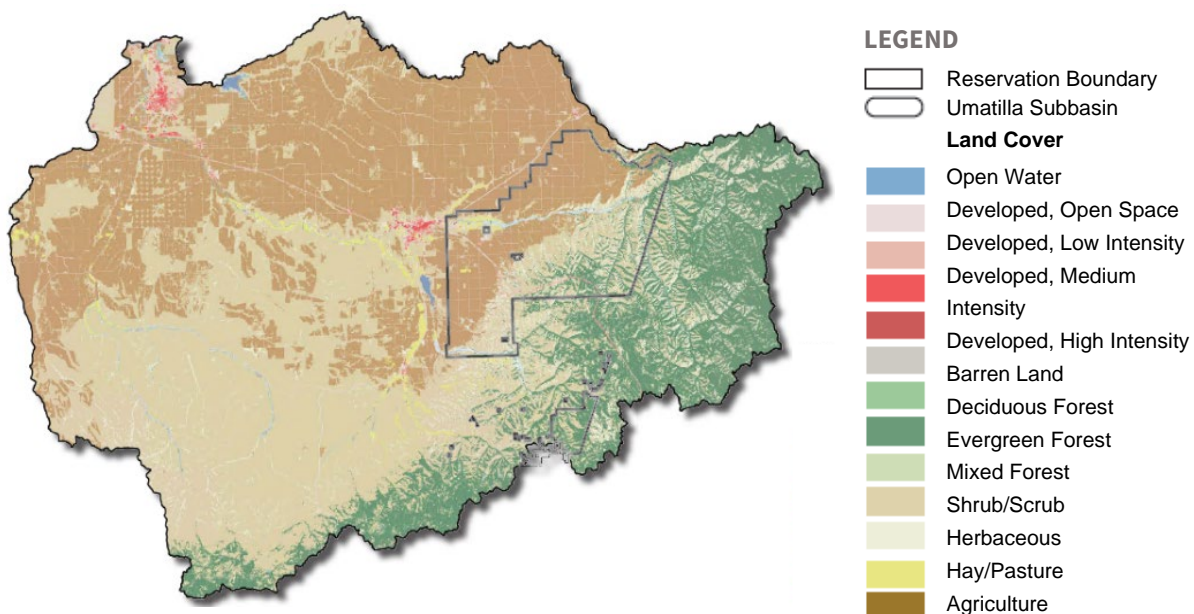 LEGEND
Reservation Boundary
Umatilla Subbasin
Land Cover
Open Water
Developed, Open Space
Developed, Low Intensity
Developed, Medium
Intensity
Developed, High Intensity
Barren Land
Deciduous Forest
Evergreen Forest
Mixed Forest
Shrub/Scrub
Herbaceous
Hay/Pasture
Agriculture